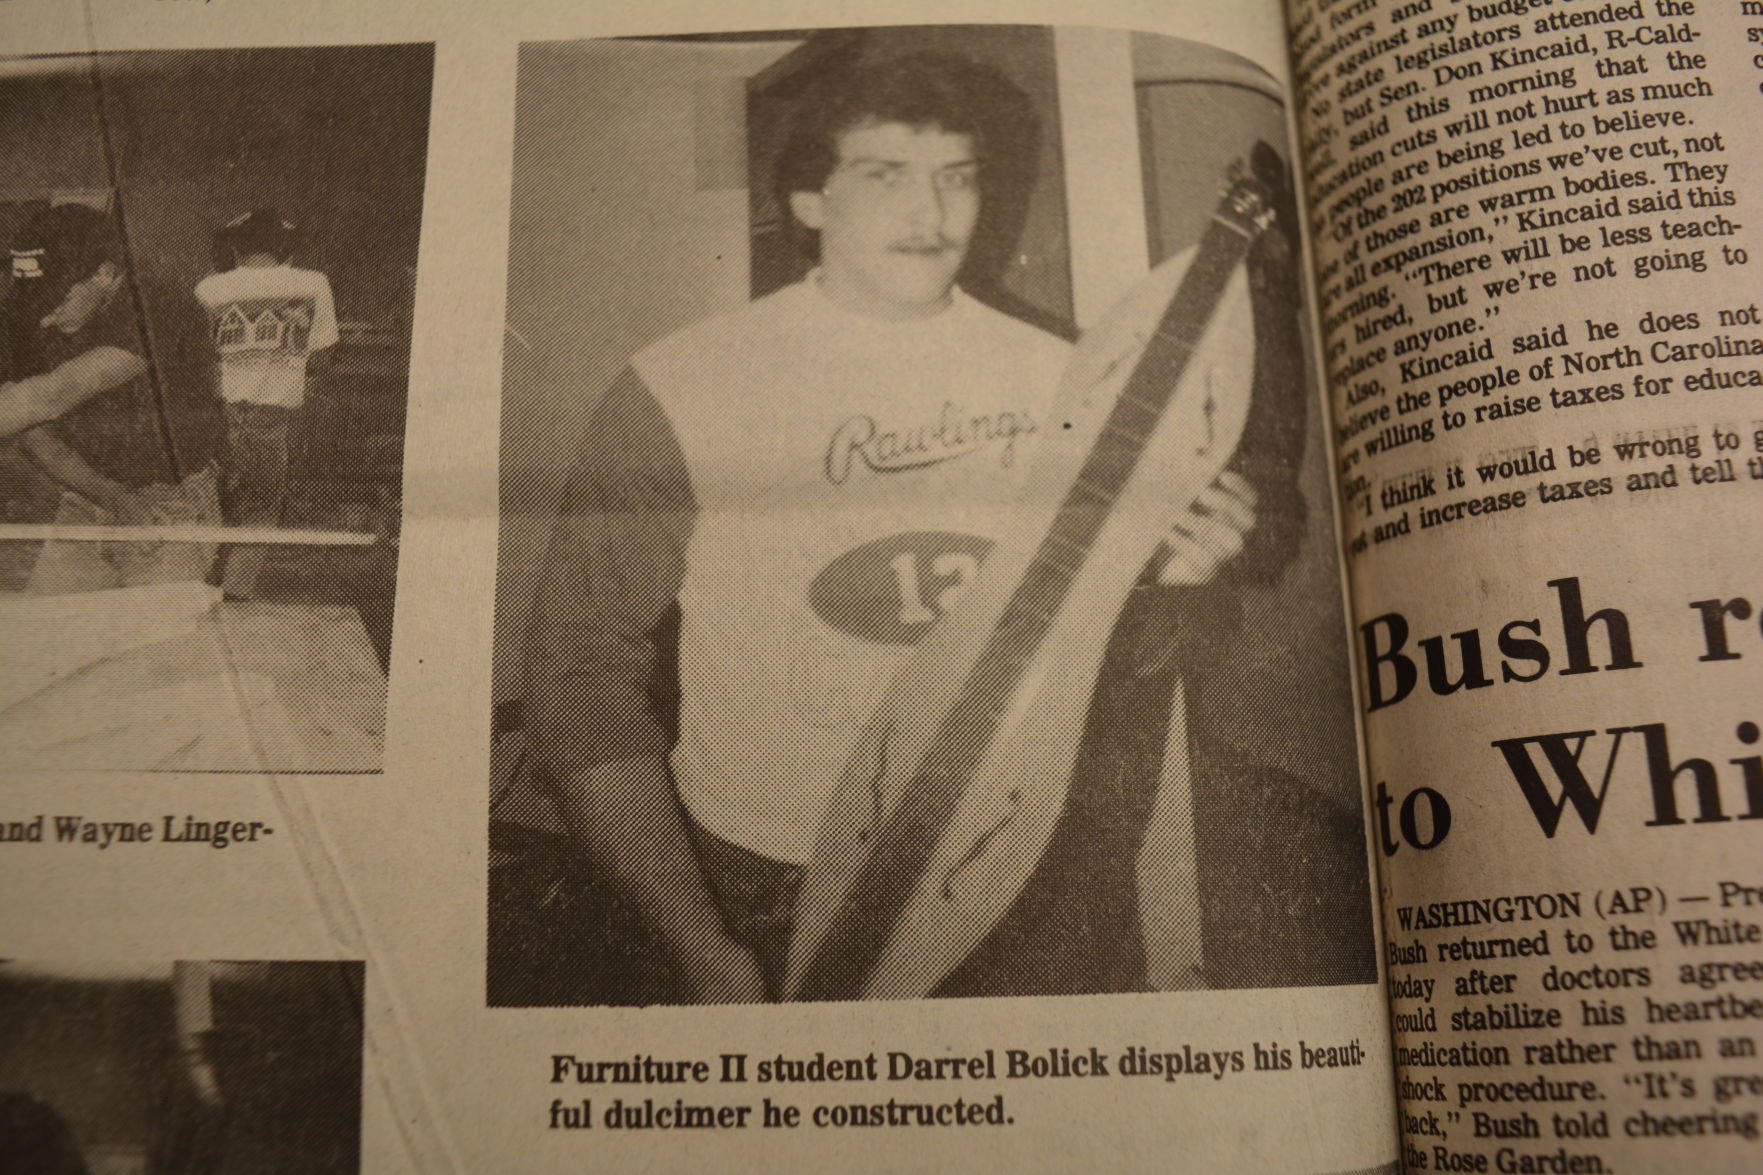 and Wayne Linger-
Rawlings
12
Furniture II student Darrel Bolick displays his beauti-
ful dulcimer he constructed.
form
and
against any budget
state legislators attended the
but Sen. Don Kincaid, R-Cald-
said this morning that the
cuts will not hurt as much
people are being led to believe.
"Of the 202 positions we've cut, not
of those are warm bodies. They
all expansion," Kincaid said this
"There will be less teach-
hired, but we're not going to
anyone."
Also, Kincaid said he does not
the people of North Carolina
willing to raise taxes for educa
"I think it would be wrong to g
and increase taxes and tell th
Bush r
to Whi
WASHINGTON (AP) — Pre
Bush returned to the White
today after doctors agree
could stabilize his heartbe
medication rather than an
shock procedure. "It's gre
back," Bush told cheering
the Rose Garden.